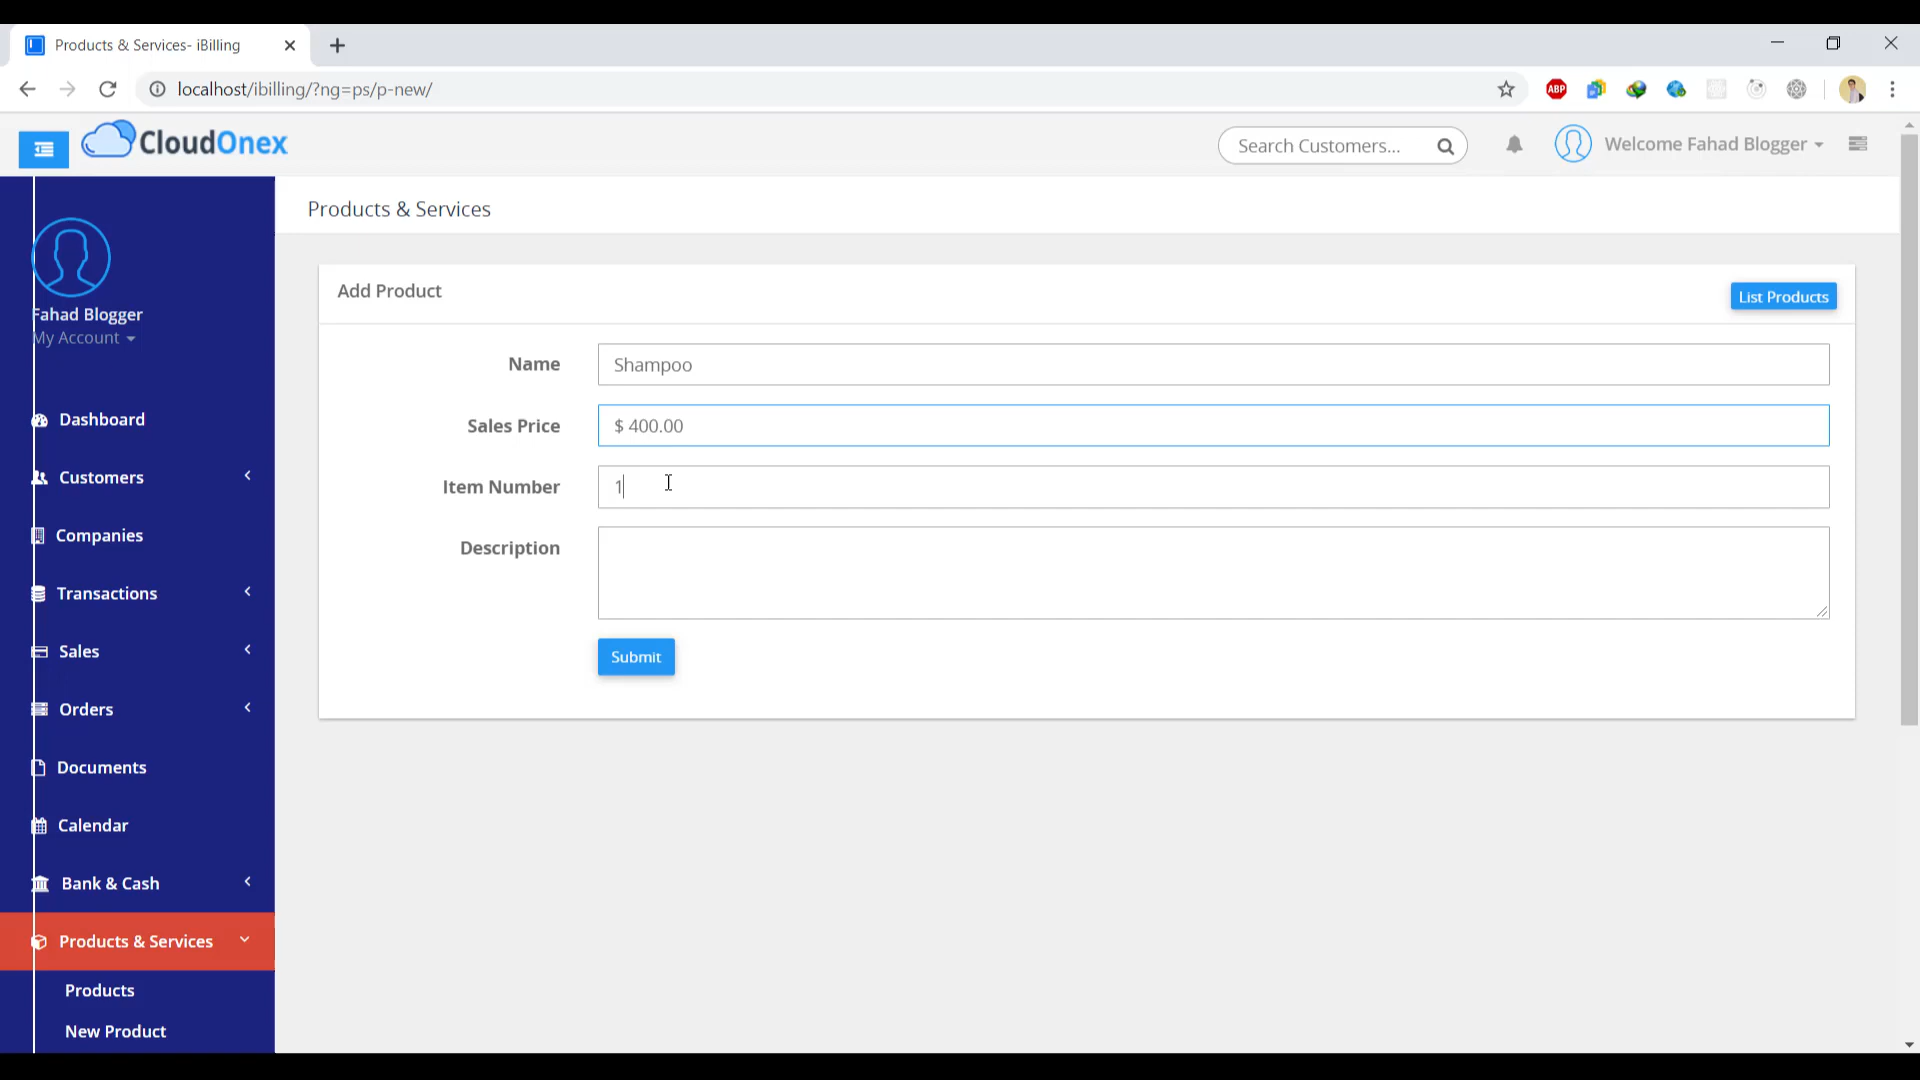 Products & Services- iBilling
localhost/ibilling/?ng=ps/p-new/
ABP
CloudOnex
Search Customers...
Welcome Fahad Blogger
Products & Services
Fahad Blogger
My Account
Add Product
List Products
Name
Shampoo
Sales Price
$ 400.00
Item Number
1
Description
Submit
Dashboard
Customers
Companies
Transactions
Sales
Orders
Documents
Calendar
Bank & Cash
Products & Services
Products
New Product